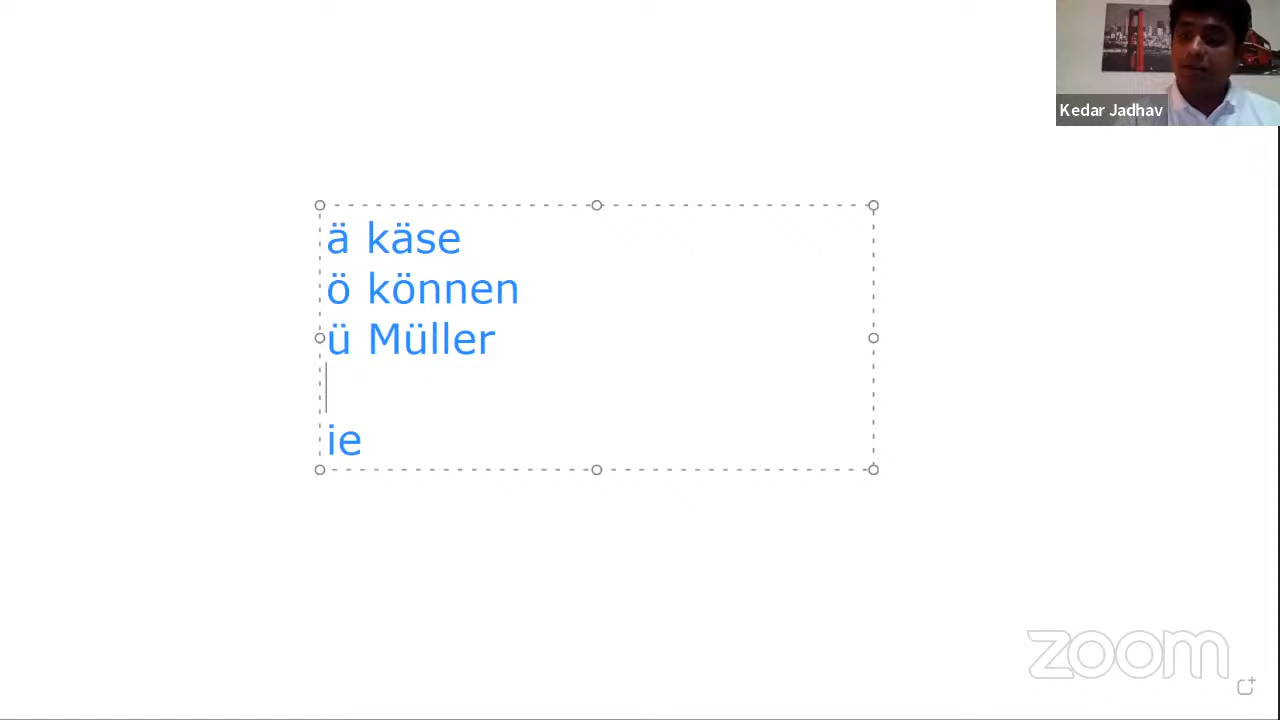 Kedar Jadhav
ä käse
ö können
ü Müller
ie
zoom